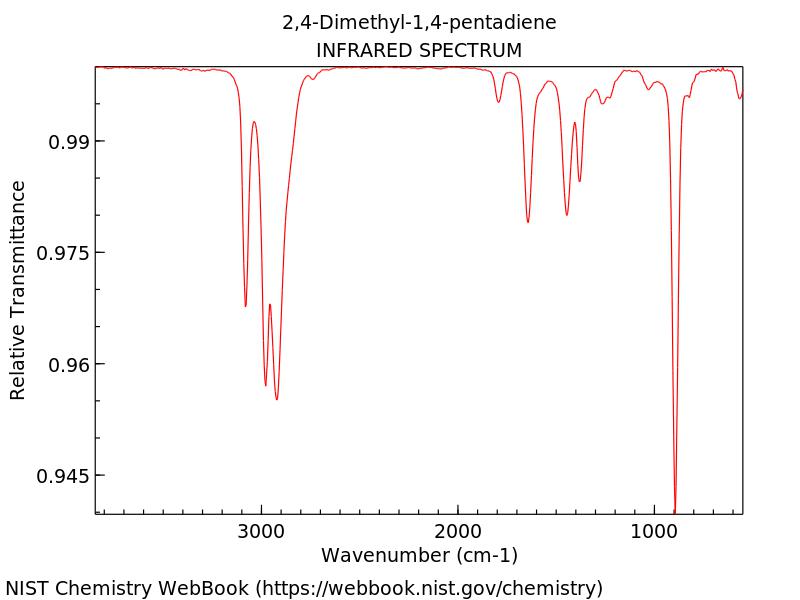 2,4-Dimethyl-1,4-pentadiene
INFRARED SPECTRUM
0.99
0.975
0.96
0.945
Relative Transmittance
3000 2000 1000
Wavenumber (cm-1)
NIST Chemistry WebBook (https://webbook.nist.gov/chemistry)